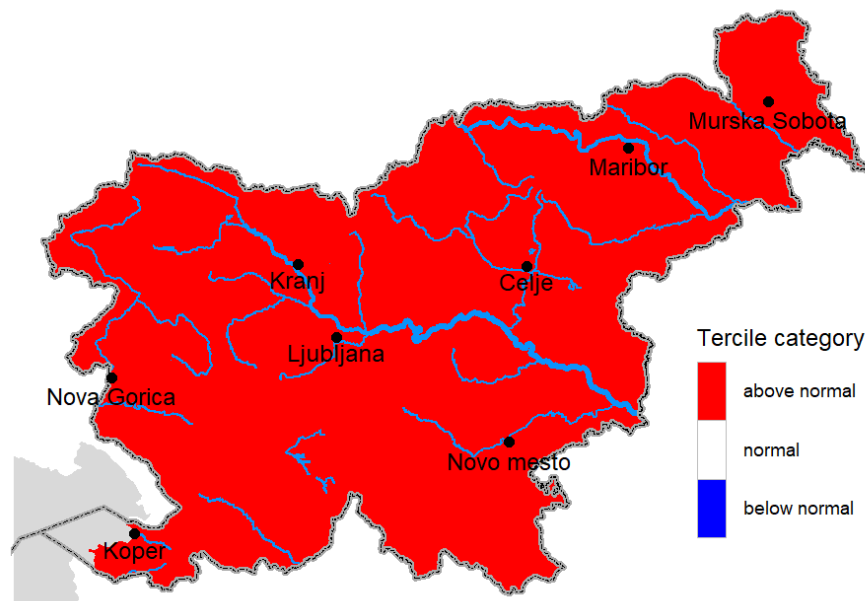 Murska Sobota
Maribor
Kranj
Celje
Ljubljana
Nova Gorica
Novo mesto
Koper
Tercile category
above normal
normal
below normal